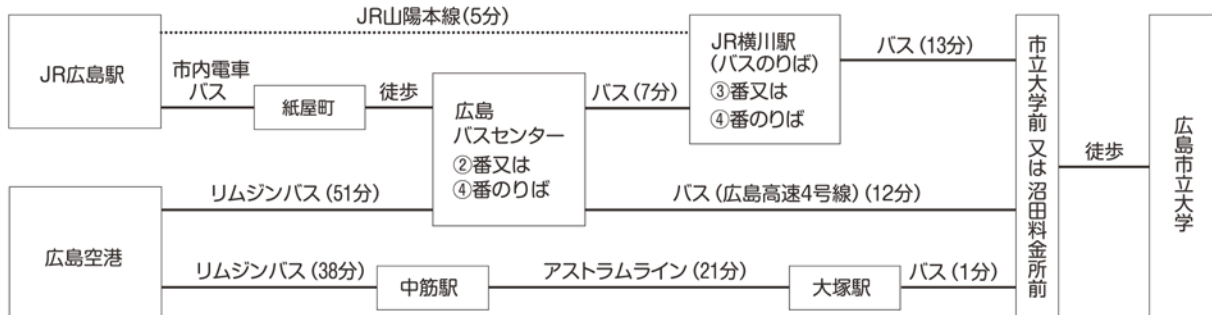 JR山陽本線(5分)
JR広島駅
市内電車
バス
紙屋町
徒歩
広島
バスセンター
②番又は
④番のりば
バス(7分)
JR横川駅
(バスのりば)
③番又は
④番のりば
バス(13分)
広島空港
リムジンバス(51分)
バス(広島高速4号線)(12分)
リムジンバス(38分)
中筋駅
アストラムライン(21分)
大塚駅
バス(1分)
市立大学前 又は 沼田料金所前
徒歩
広島市立大学